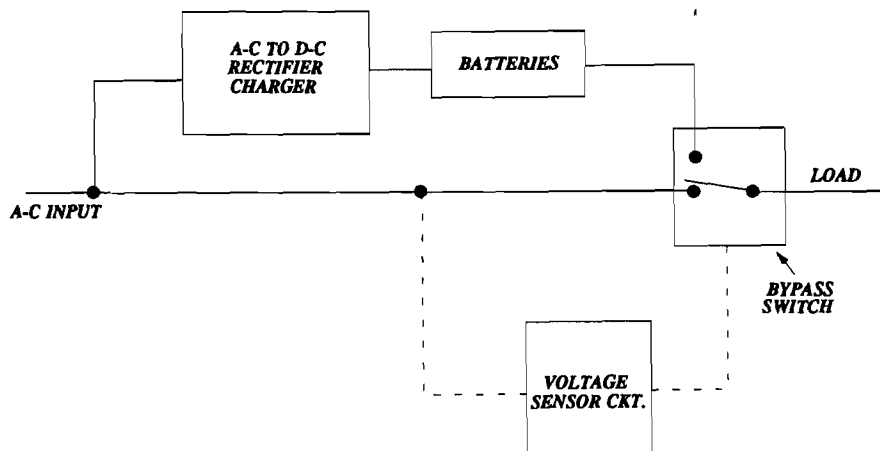 A-C TO D-C
RECTIFIER
CHARGER
BATTERIES
LOAD
A-C INPUT
BYPASS
SWITCH
VOLTAGE
SENSOR CKT.